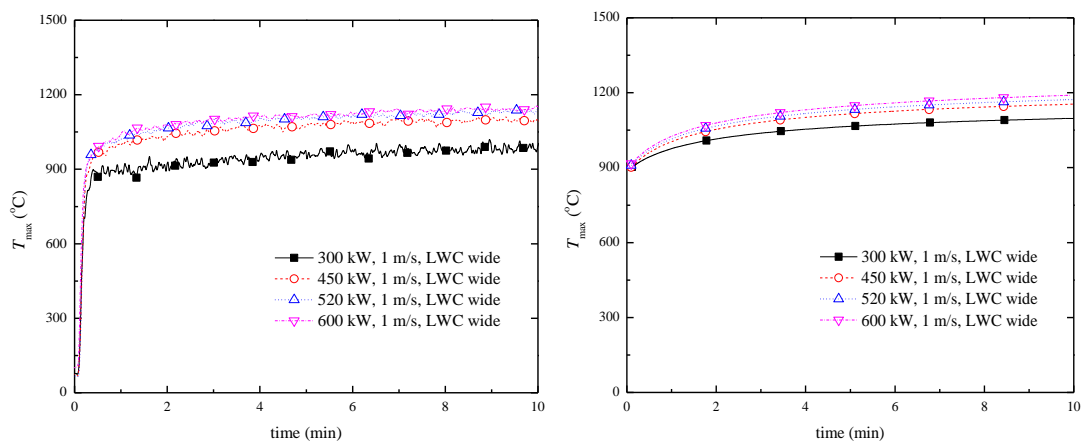 1500
1200
900
600
300
0
T_max (°C)
300 kW, 1 m/s, LWC wide
450 kW, 1 m/s, LWC wide
520 kW, 1 m/s, LWC wide
600 kW, 1 m/s, LWC wide
0 2 4 6 8 10
time (min)
1500
1200
900
600
300
0
T_max (°C)
300 kW, 1 m/s, LWC wide
450 kW, 1 m/s, LWC wide
520 kW, 1 m/s, LWC wide
600 kW, 1 m/s, LWC wide
0 2 4 6 8 10
time (min)